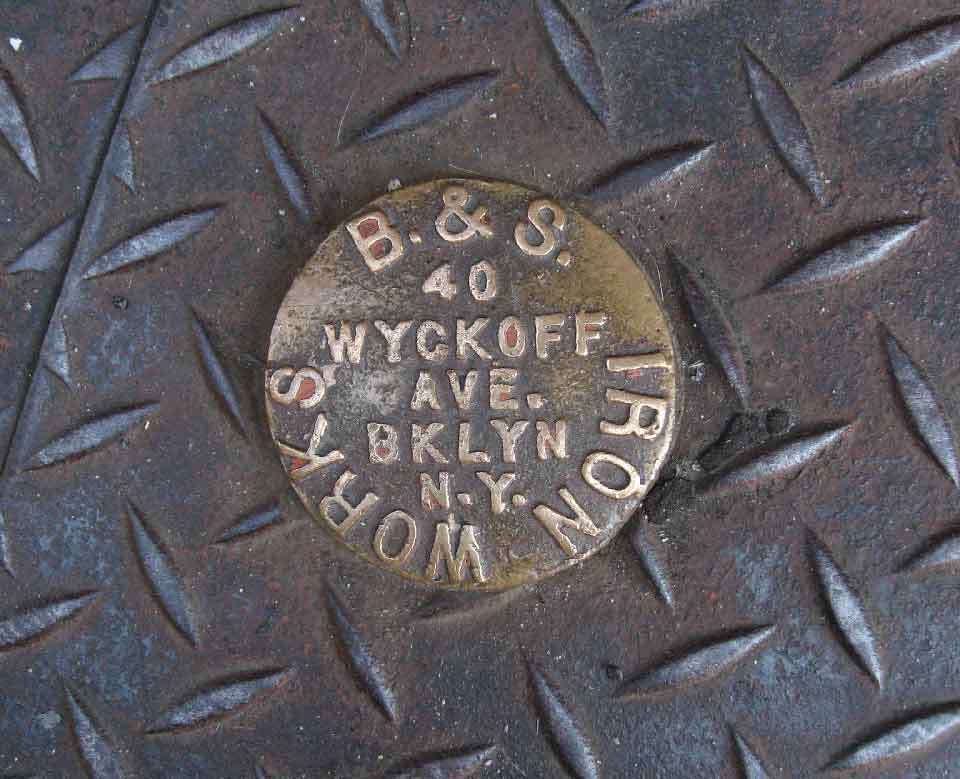 B. & S. IRON WORKS
40
WYCKOFF
AVE.
BKLYN
N.Y.